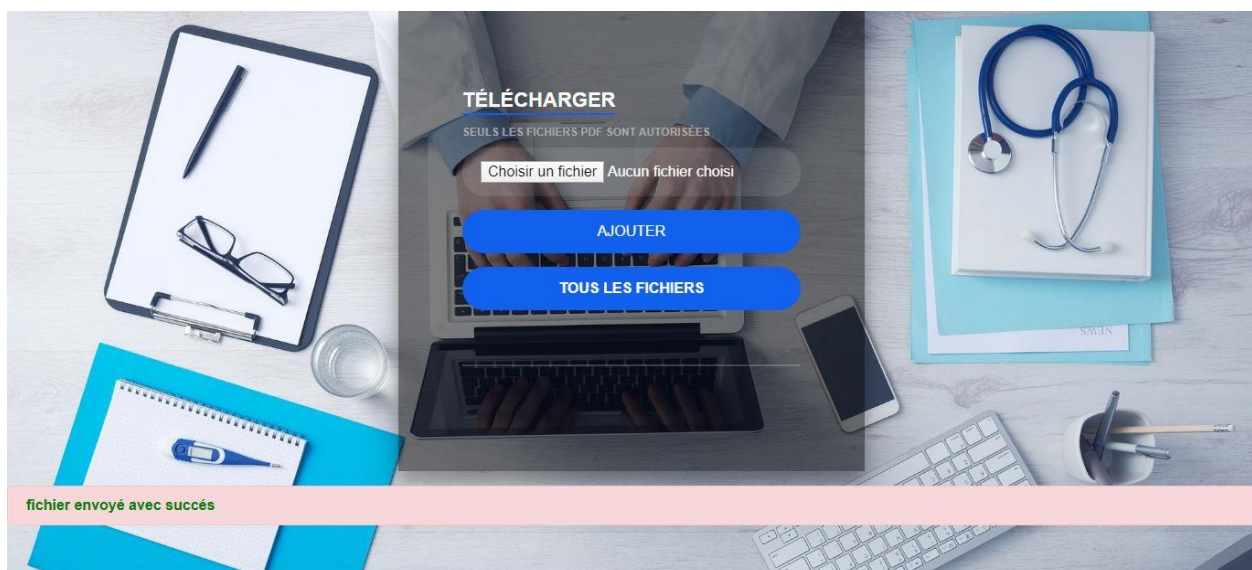 TÉLÉCHARGER
SEULS LES FICHIERS PDF SONT AUTORISÉES
Choisir un fichier Aucun fichier choisi
AJOUTER
TOUS LES FICHIERS
NEWS
fichier envoyé avec succés